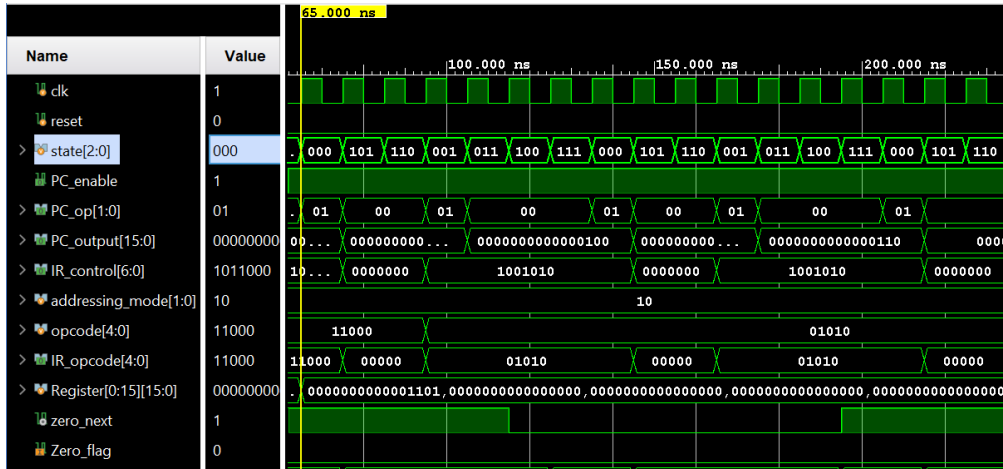 65.000 ns
Name Value 100.000 ns 150.000 ns 200.000 ns
clk 1
reset 0
state[2:0] 000 . 000 101 110 001 011 100 111 000 101 110 001 011 100 111 000 101 110
PC_enable 1
PC_op[1:0] 01 . 01 00 01 00 01 00 01 00 01
PC_output[15:0] 00000000 00... 000000000... 0000000000000100 000000000... 0000000000000110 0000
IR_control[6:0] 1011000 10... 0000000 1001010 0000000 1001010 0000000
addressing_mode[1:0] 10 10
opcode[4:0] 11000 11000 01010
IR_opcode[4:0] 11000 11000 00000 01010 00000 01010 00000
Register[0:15][15:0] 00000000 . 0000000000001101,0000000000000000,0000000000000000,0000000000000000,0000000000000000
zero_next 1
Zero_flag 0